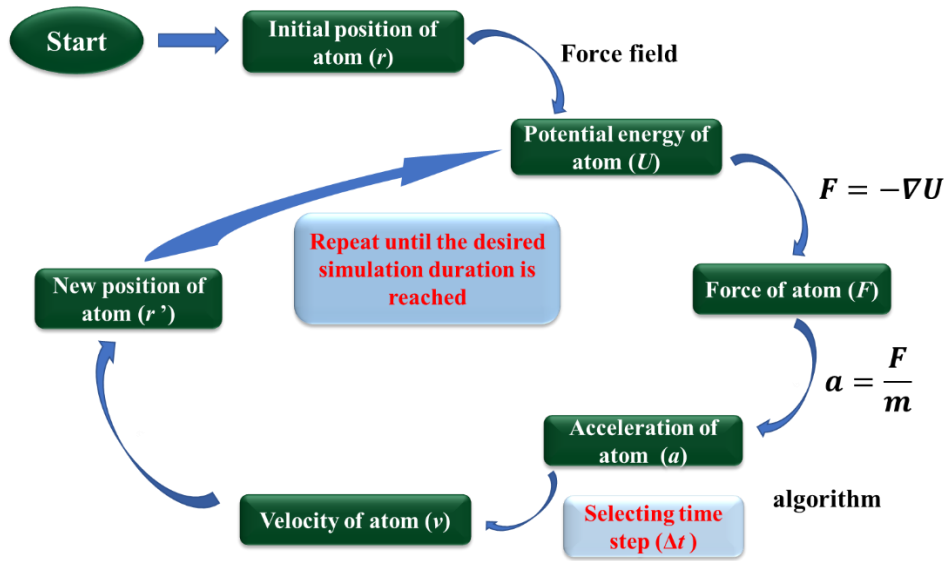 Start
Initial position of
atom (r)
Force field
Potential energy of
atom (U)
F = −∇U
Repeat until the desired
simulation duration is
reached
New position of
atom (r ’)
Force of atom (F)
a = F/m
Acceleration of
atom (a)
algorithm
Velocity of atom (v)
Selecting time
step (Δt )